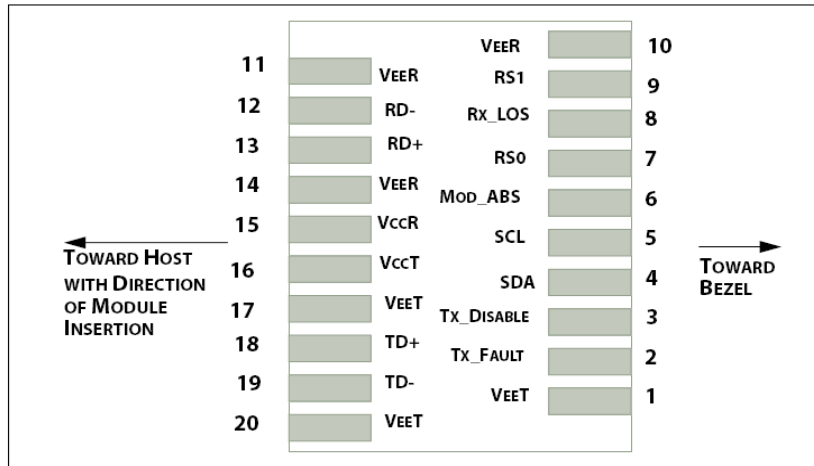 11 VEER
12 RD-
13 RD+
14 VEER
15 VCCR
16 VCCT
17 VEET
18 TD+
19 TD-
20 VEET
TOWARD HOST
WITH DIRECTION
OF MODULE
INSERTION
VEER 10
RS1 9
RX_LOS 8
RS0 7
MOD_ABS 6
SCL 5
SDA 4
TX_DISABLE 3
TX_FAULT 2
VEET 1
TOWARD
BEZEL